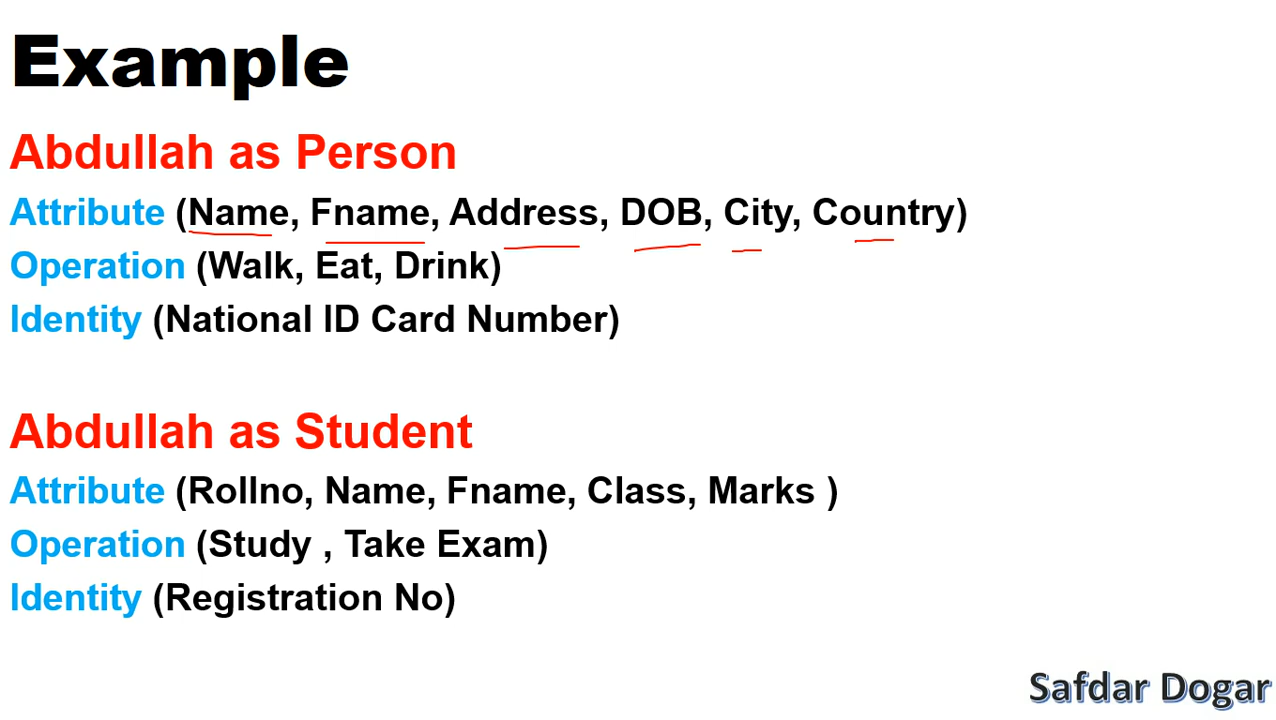 Example
Abdullah as Person
Attribute (Name, Fname, Address, DOB, City, Country)
Operation (Walk, Eat, Drink)
Identity (National ID Card Number)
Abdullah as Student
Attribute (Rollno, Name, Fname, Class, Marks )
Operation (Study , Take Exam)
Identity (Registration No)
Safdar Dogar